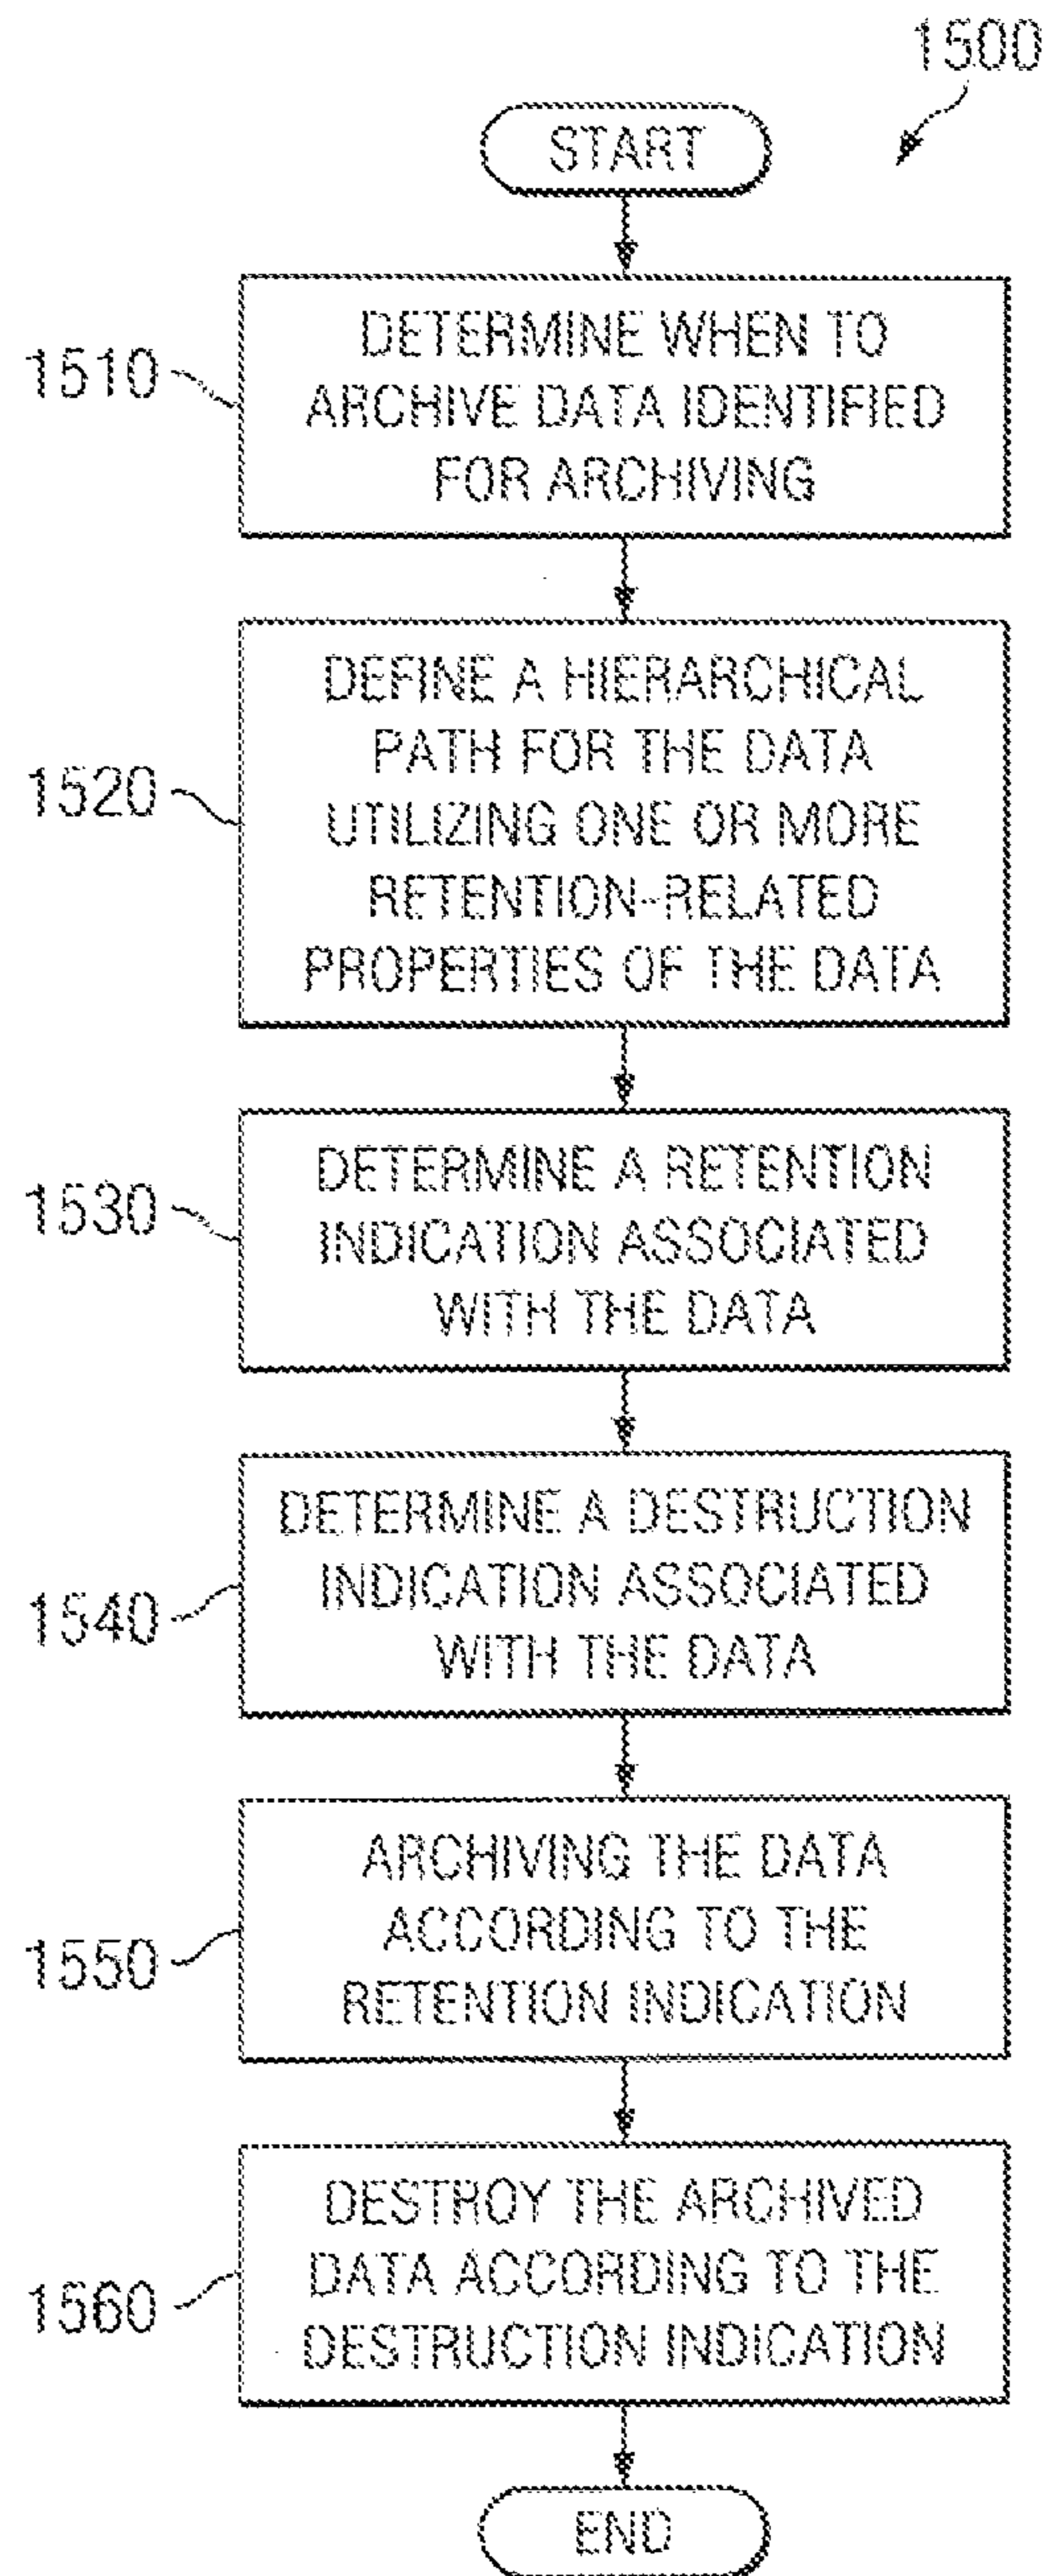 1500
START
1510
DETERMINE WHEN TO
ARCHIVE DATA IDENTIFIED
FOR ARCHIVING
1520
DEFINE A HIERARCHICAL
PATH FOR THE DATA
UTILIZING ONE OR MORE
RETENTION-RELATED
PROPERTIES OF THE DATA
1530
DETERMINE A RETENTION
INDICATION ASSOCIATED
WITH THE DATA
1540
DETERMINE A DESTRUCTION
INDICATION ASSOCIATED
WITH THE DATA
1550
ARCHIVING THE DATA
ACCORDING TO THE
RETENTION INDICATION
1560
DESTROY THE ARCHIVED
DATA ACCORDING TO THE
DESTRUCTION INDICATION
END